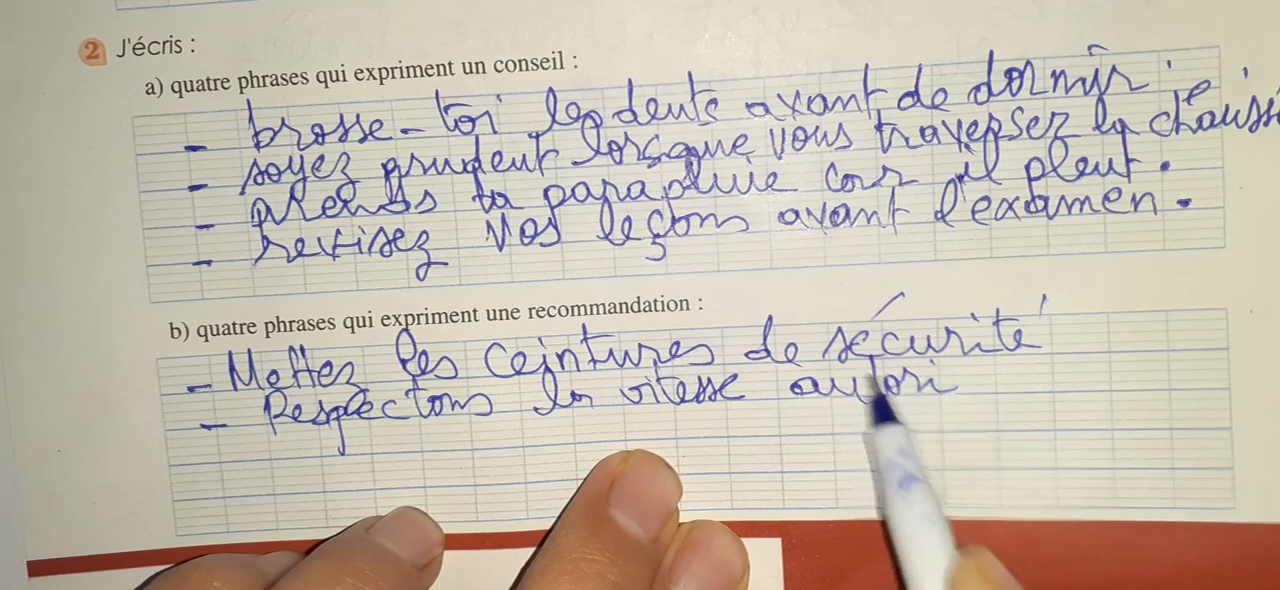 2 J'écris :
a) quatre phrases qui expriment un conseil :
- brosse-toi les dents avant de dormir.
- soyez prudent lorsque vous traversez la chaussé
- prends ta parapluie car il pleut.
- revisez vos leçons avant l'examen.
b) quatre phrases qui expriment une recommandation :
- Mettez les ceintures de sécurité
- Respectons la vitesse autori